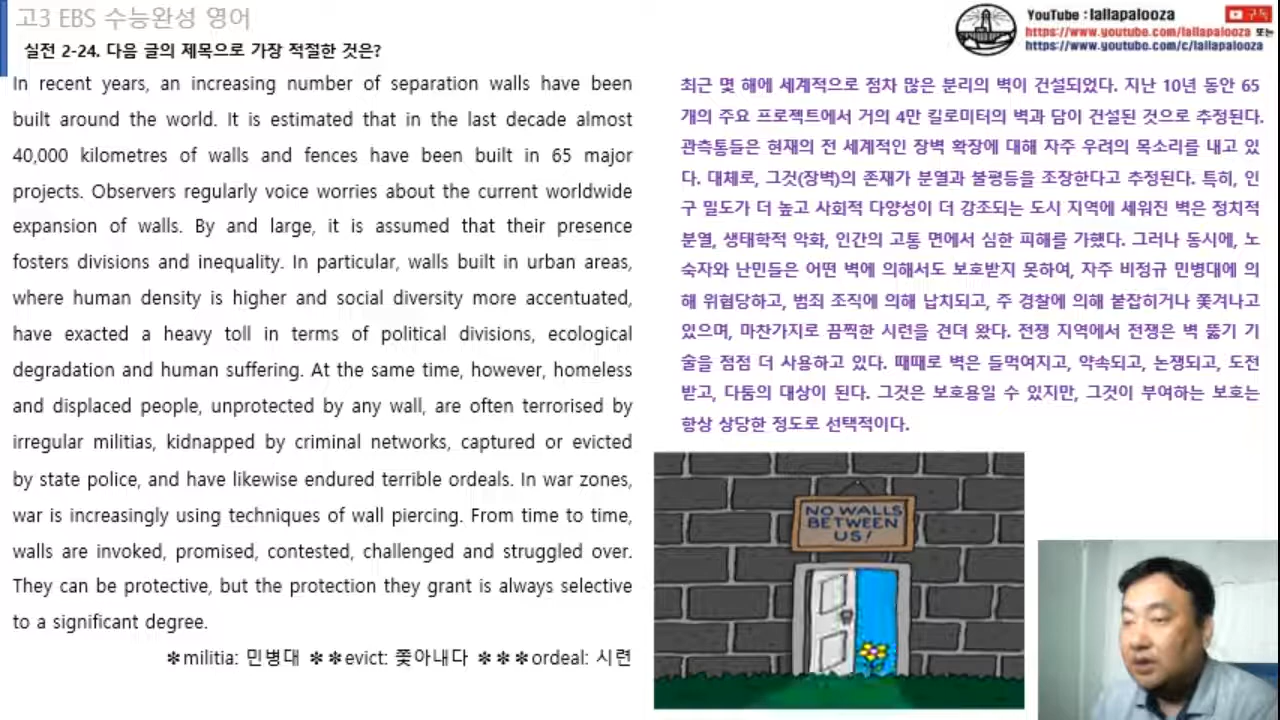 고3 EBS 수능완성 영어
YouTube : lallapalooza
구독
https://www.youtube.com/lallapalooza 또는
https://www.youtube.com/c/lallapalooza
실전 2-24. 다음 글의 제목으로 가장 적절한 것은?
In recent years, an increasing number of separation walls have been
built around the world. It is estimated that in the last decade almost
40,000 kilometres of walls and fences have been built in 65 major
projects. Observers regularly voice worries about the current worldwide
expansion of walls. By and large, it is assumed that their presence
fosters divisions and inequality. In particular, walls built in urban areas,
where human density is higher and social diversity more accentuated,
have exacted a heavy toll in terms of political divisions, ecological
degradation and human suffering. At the same time, however, homeless
and displaced people, unprotected by any wall, are often terrorised by
irregular militias, kidnapped by criminal networks, captured or evicted
by state police, and have likewise endured terrible ordeals. In war zones,
war is increasingly using techniques of wall piercing. From time to time,
walls are invoked, promised, contested, challenged and struggled over.
They can be protective, but the protection they grant is always selective
to a significant degree.
✻militia: 민병대 ✻✻evict: 쫓아내다 ✻✻✻ordeal: 시련
최근 몇 해에 세계적으로 점차 많은 분리의 벽이 건설되었다. 지난 10년 동안 65
개의 주요 프로젝트에서 거의 4만 킬로미터의 벽과 담이 건설된 것으로 추정된다.
관측통들은 현재의 전 세계적인 장벽 확장에 대해 자주 우려의 목소리를 내고 있
다. 대체로, 그것(장벽)의 존재가 분열과 불평등을 조장한다고 추정된다. 특히, 인
구 밀도가 더 높고 사회적 다양성이 더 강조되는 도시 지역에 세워진 벽은 정치적
분열, 생태학적 악화, 인간의 고통 면에서 심한 피해를 가했다. 그러나 동시에, 노
숙자와 난민들은 어떤 벽에 의해서도 보호받지 못하여, 자주 비정규 민병대에 의
해 위협당하고, 범죄 조직에 의해 납치되고, 주 경찰에 의해 붙잡히거나 쫓겨나고
있으며, 마찬가지로 끔찍한 시련을 견뎌 왔다. 전쟁 지역에서 전쟁은 벽 뚫기 기
술을 점점 더 사용하고 있다. 때때로 벽은 들먹여지고, 약속되고, 논쟁되고, 도전
받고, 다툼의 대상이 된다. 그것은 보호용일 수 있지만, 그것이 부여하는 보호는
항상 상당한 정도로 선택적이다.
NO WALLS
BETWEEN
US!